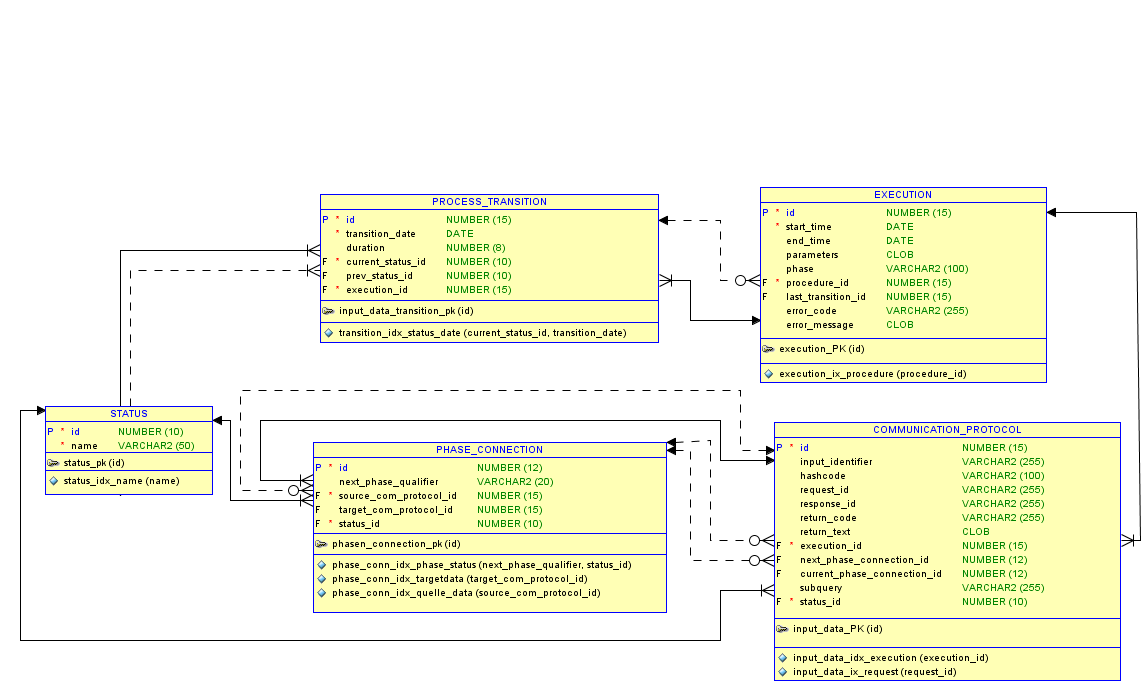 PROCESS_TRANSITION
P * id NUMBER (15)
* transition_date DATE
duration NUMBER (8)
F * current_status_id NUMBER (10)
F prev_status_id NUMBER (10)
F * execution_id NUMBER (15)
input_data_transition_pk (id)
transition_idx_status_date (current_status_id, transition_date)
EXECUTION
P * id NUMBER (15)
* start_time DATE
end_time DATE
parameters CLOB
phase VARCHAR2 (100)
F * procedure_id NUMBER (15)
F last_transition_id NUMBER (15)
error_code VARCHAR2 (255)
error_message CLOB
execution_PK (id)
execution_ix_procedure (procedure_id)
STATUS
P * id NUMBER (10)
* name VARCHAR2 (50)
status_pk (id)
status_idx_name (name)
PHASE_CONNECTION
P * id NUMBER (12)
next_phase_qualifier VARCHAR2 (20)
F * source_com_protocol_id NUMBER (15)
F target_com_protocol_id NUMBER (15)
F * status_id NUMBER (10)
phasen_connection_pk (id)
phase_conn_idx_phase_status (next_phase_qualifier, status_id)
phase_conn_idx_targetdata (target_com_protocol_id)
phase_conn_idx_quelle_data (source_com_protocol_id)
COMMUNICATION_PROTOCOL
P * id NUMBER (15)
input_identifier VARCHAR2 (255)
hashcode VARCHAR2 (100)
request_id VARCHAR2 (255)
response_id VARCHAR2 (255)
return_code VARCHAR2 (255)
return_text CLOB
F * execution_id NUMBER (15)
F next_phase_connection_id NUMBER (12)
F current_phase_connection_id NUMBER (12)
subquery VARCHAR2 (255)
F * status_id NUMBER (10)
input_data_PK (id)
input_data_idx_execution (execution_id)
input_data_ix_request (request_id)